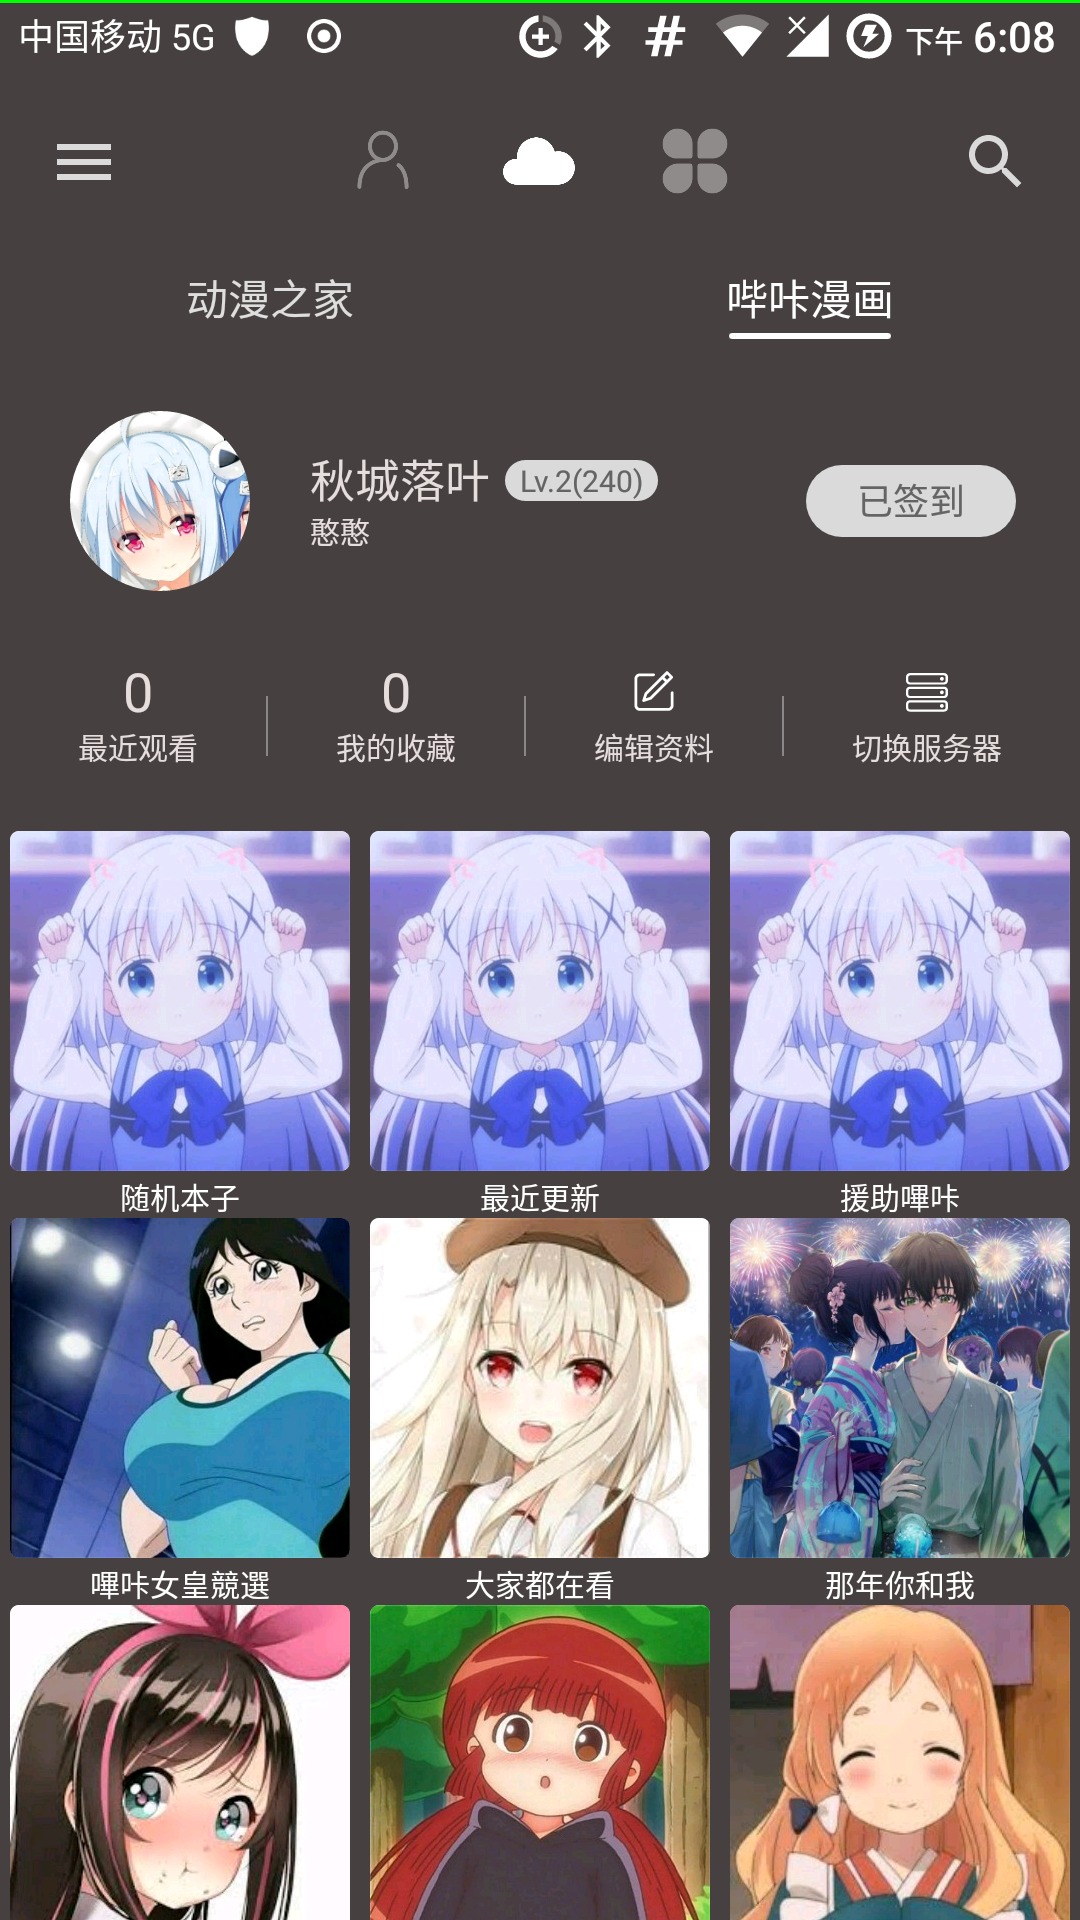 中国移动 5G
下午 6:08
动漫之家
哔咔漫画
秋城落叶
Lv.2(240)
憨憨
已签到
0
最近观看
0
我的收藏
编辑资料
切换服务器
随机本子
最近更新
援助嗶咔
嗶咔女皇競選
大家都在看
那年你和我